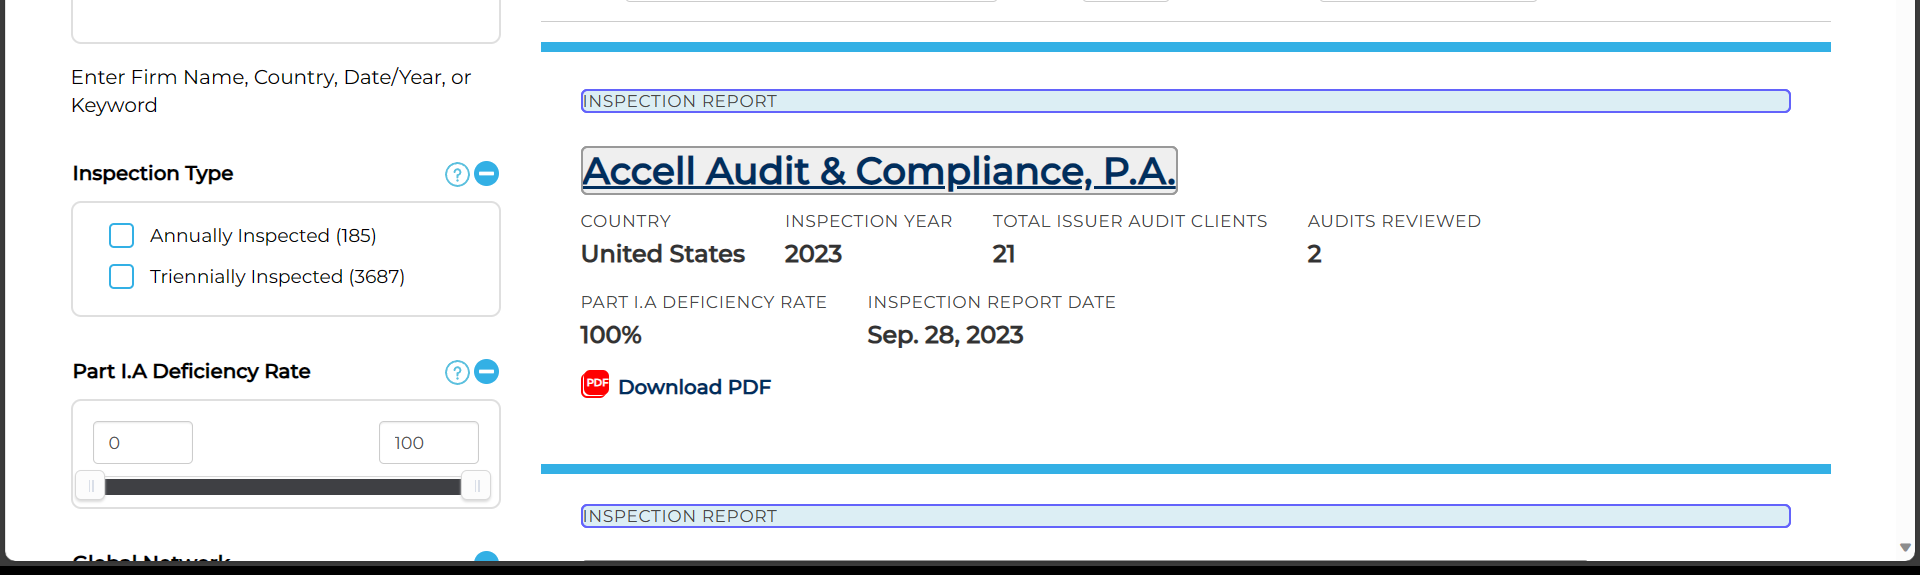 Enter Firm Name, Country, Date/Year, or
Keyword
Inspection Type
?
Annually Inspected (185)
Triennially Inspected (3687)
Part I.A Deficiency Rate
?
0
100
Global Network
INSPECTION REPORT
Accell Audit & Compliance, P.A.
COUNTRY
United States
INSPECTION YEAR
2023
TOTAL ISSUER AUDIT CLIENTS
21
AUDITS REVIEWED
2
PART I.A DEFICIENCY RATE
100%
INSPECTION REPORT DATE
Sep. 28, 2023
PDF Download PDF
INSPECTION REPORT